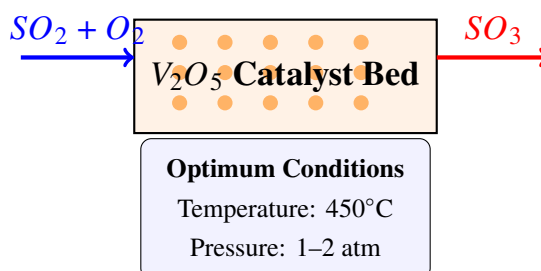 SO₂ + O₂
SO₃
V₂O₅ Catalyst Bed
Optimum Conditions
Temperature: 450°C
Pressure: 1–2 atm